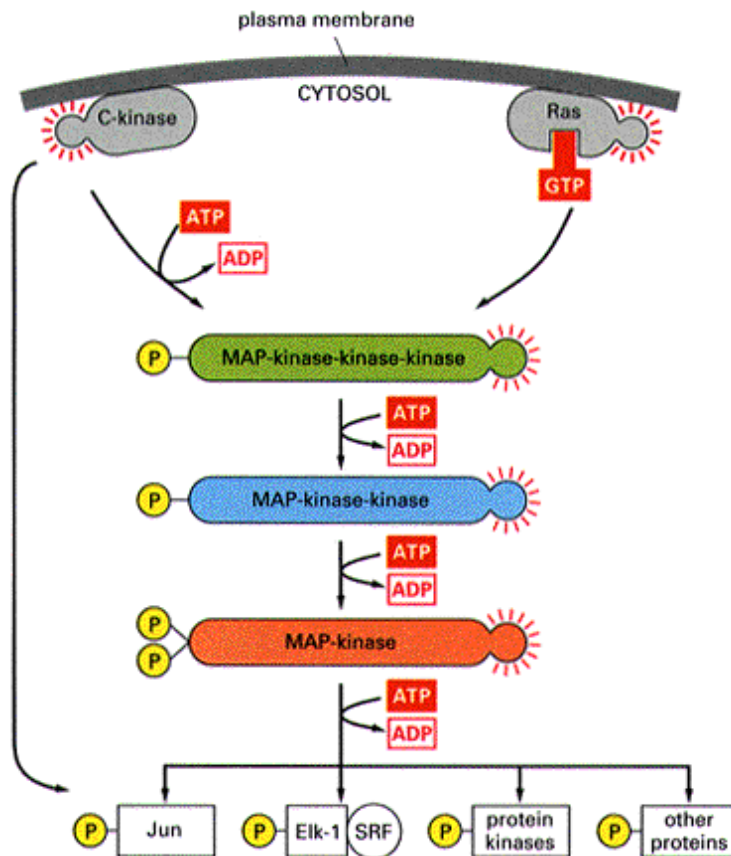 plasma membrane
CYTOSOL
C-kinase
Ras
GTP
ATP
ADP
P
MAP-kinase-kinase-kinase
ATP
ADP
P
MAP-kinase-kinase
ATP
ADP
P
P
MAP-kinase
ATP
ADP
P
Jun
P
Elk-1
SRF
P
protein
kinases
P
other
proteins